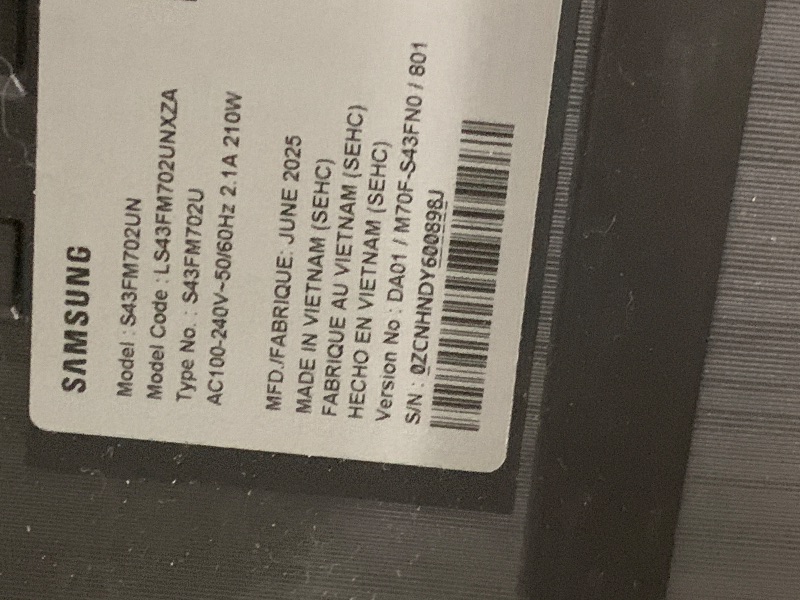 SAMSUNG
Model : S43FM702UN
Model Code : LS43FM702UNXZA
Type No. : S43FM702U
AC100-240V~50/60Hz 2.1A 210W
MFD./FABRIQUE: JUNE 2025
MADE IN VIETNAM (SEHC)
FABRIQUE AU VIETNAM (SEHC)
HECHO EN VIETNAM (SEHC)
Version No : DA01 / M70F-S43FN0 / 801
S/N : 0ZCNHNDY600898J